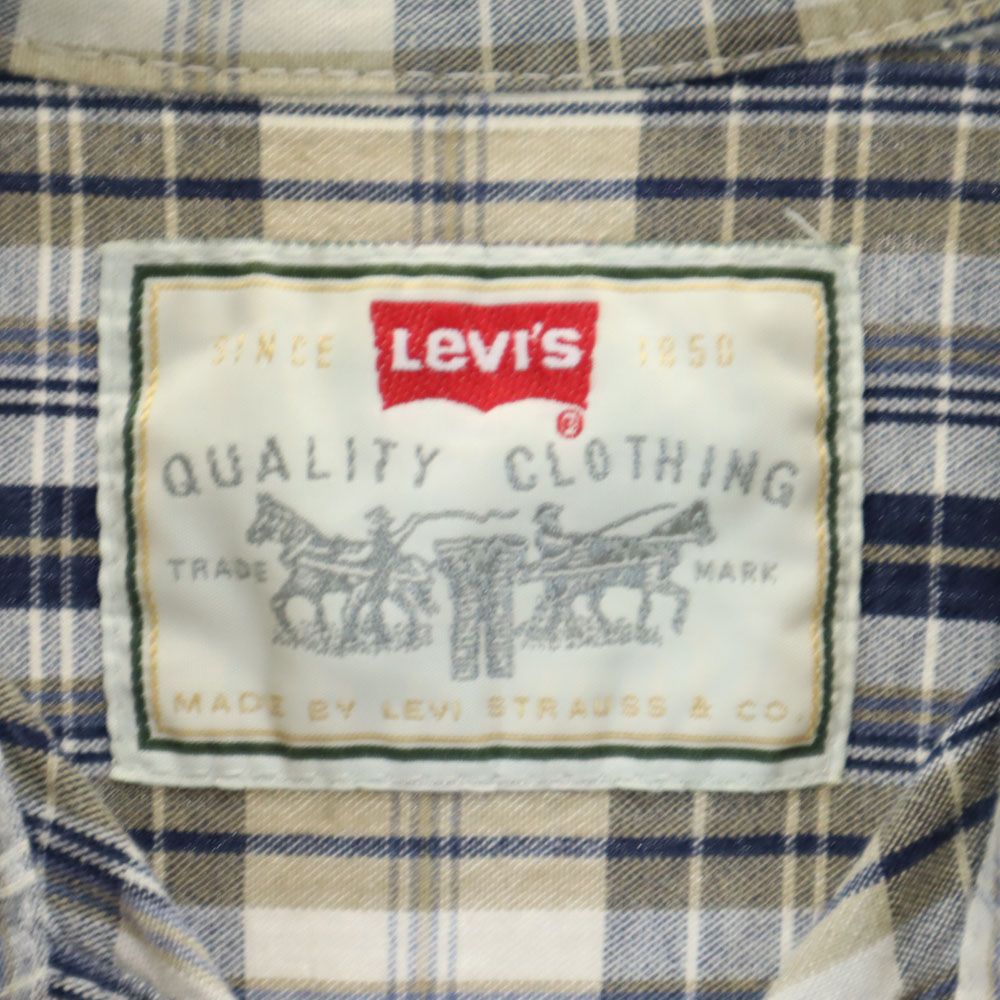 SINCE LEVI'S 1850
®
QUALITY CLOTHING
TRADE MARK
MADE BY LEVI STRAUSS & CO.